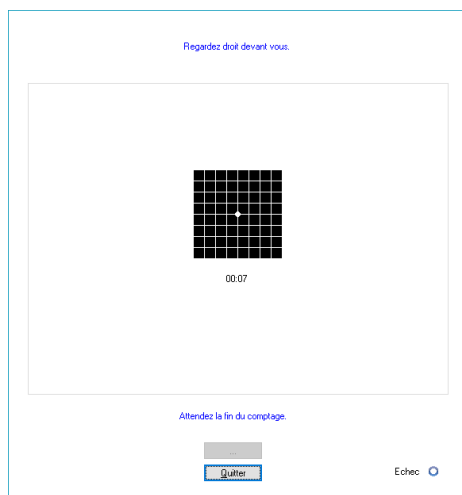 Regardez droit devant vous.
00:07
Attendez la fin du comptage.
...
Quitter
Echec